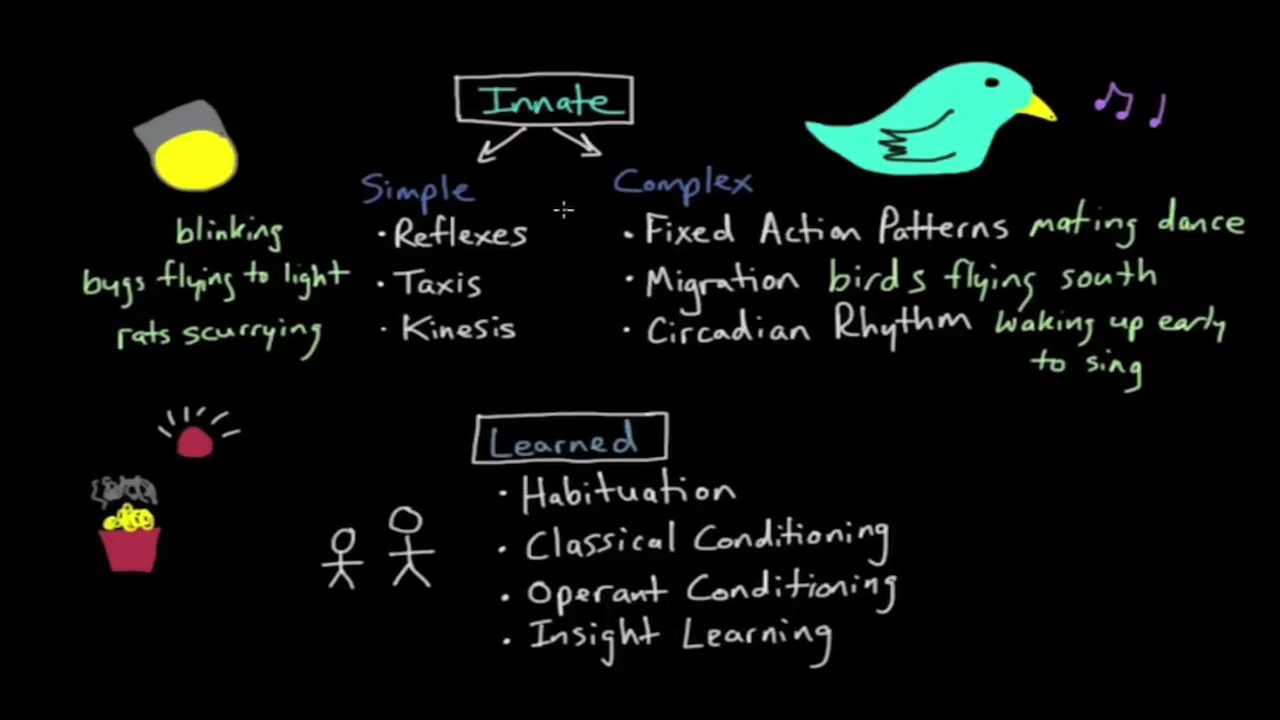 Innate
Simple
Complex
blinking
· Reflexes
· Fixed Action Patterns mating dance
bugs flying to light
· Taxis
· Migration birds flying south
rats scurrying
· Kinesis
· Circadian Rhythm waking up early
to sing
Learned
· Habituation
· Classical Conditioning
· Operant Conditioning
· Insight Learning